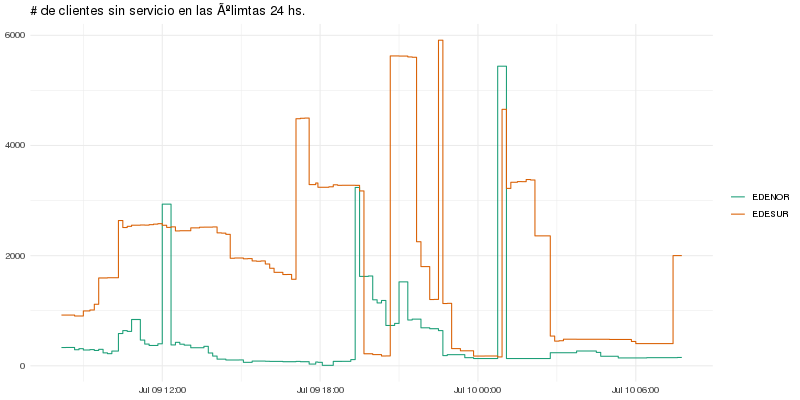 # de clientes sin servicio en las Ãºlimtas 24 hs.
6000
4000
2000
0
Jul 09 12:00
Jul 09 18:00
Jul 10 00:00
Jul 10 06:00
EDENOR
EDESUR